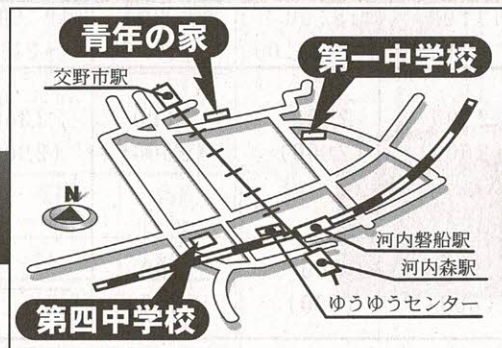 青年の家
第一中学校
交野市駅
N
河内磐船駅
河内森駅
ゆうゆうセンター
第四中学校